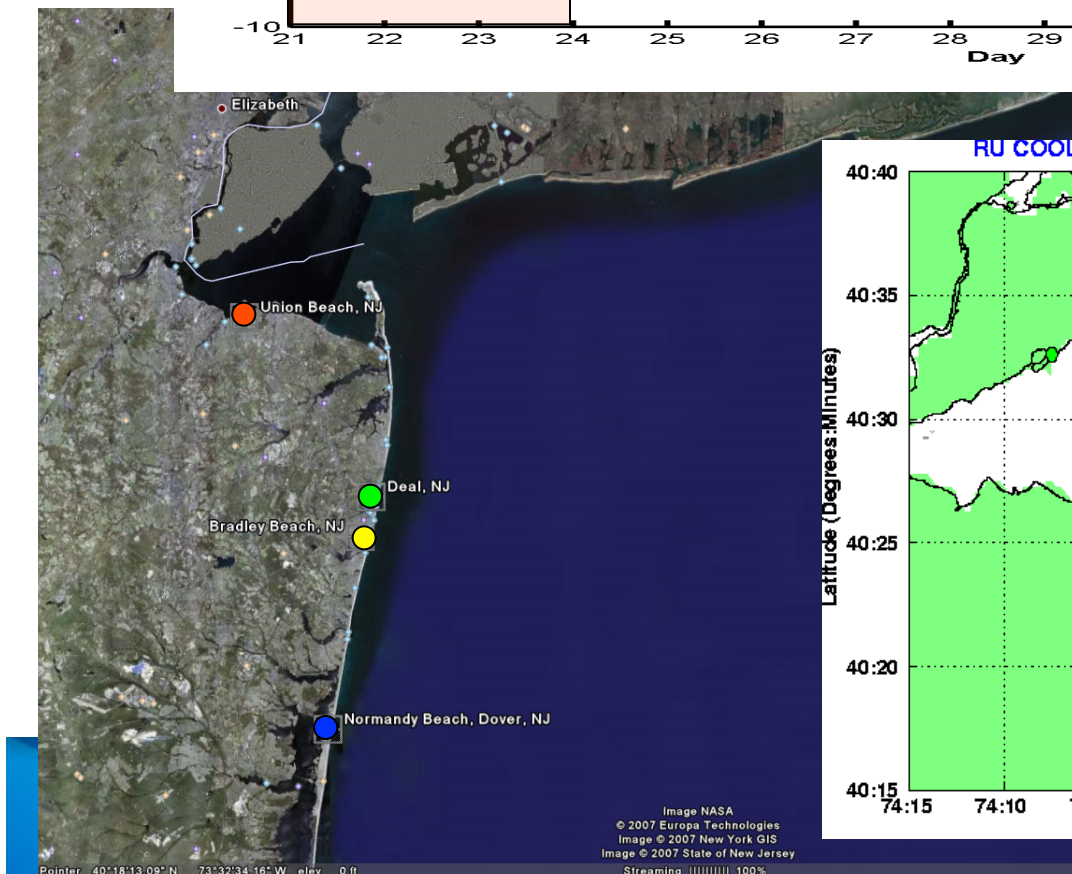 -10
21 22 23 24 25 26 27 28 29
Day
Elizabeth
Union Beach, NJ
Deal, NJ
Bradley Beach, NJ
Normandy Beach, Dover, NJ
Image NASA
© 2007 Europa Technologies
Image © 2007 New York GIS
Image © 2007 State of New Jersey
Pointer 40°18'13.09" N 73°32'34.16" W elev 0 ft
Streaming |||||||||| 100%
RU COOL
Latitude (Degrees:Minutes)
40:40
40:35
40:30
40:25
40:20
40:15
74:15 74:10